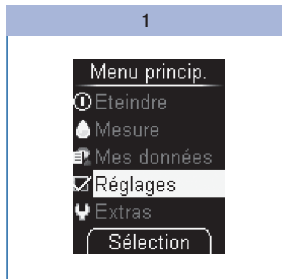 1
Menu princip.
Eteindre
Mesure
Mes données
Réglages
Extras
Sélection